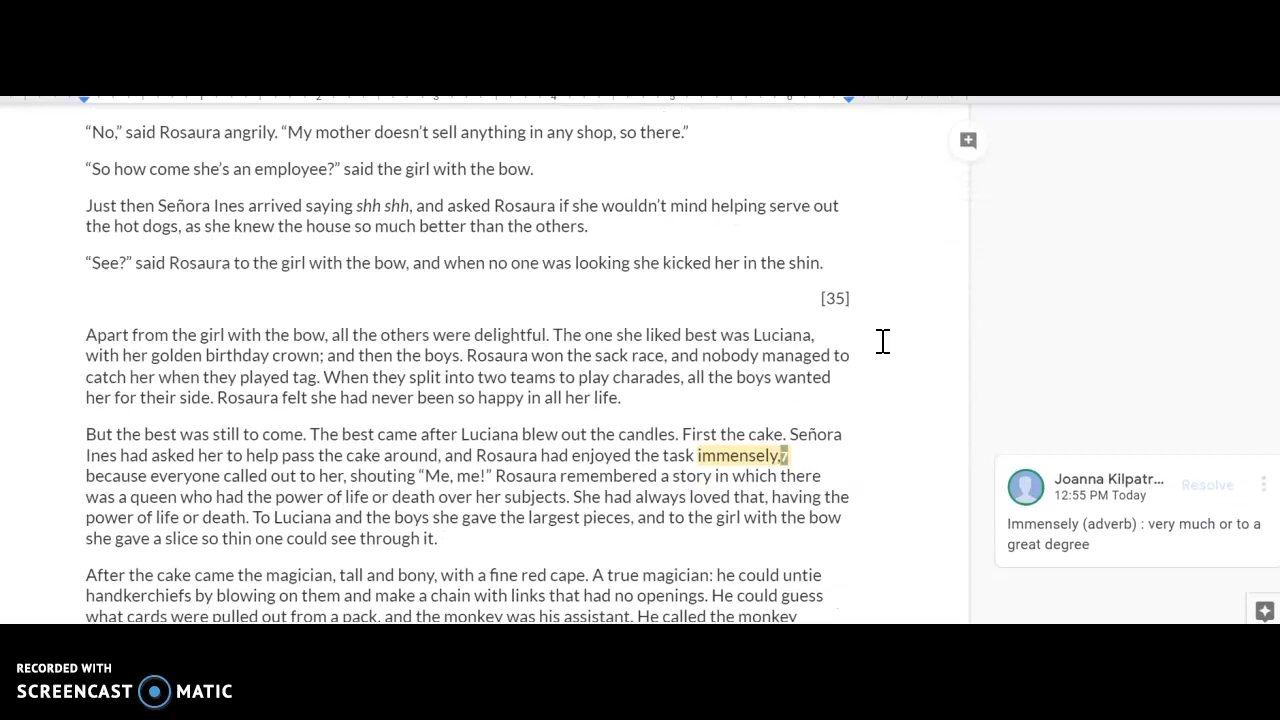 “No,” said Rosaura angrily. “My mother doesn’t sell anything in any shop, so there.”
“So how come she’s an employee?” said the girl with the bow.
Just then Señora Ines arrived saying shh shh, and asked Rosaura if she wouldn’t mind helping serve out
the hot dogs, as she knew the house so much better than the others.
“See?” said Rosaura to the girl with the bow, and when no one was looking she kicked her in the shin.
[35]
Apart from the girl with the bow, all the others were delightful. The one she liked best was Luciana,
with her golden birthday crown; and then the boys. Rosaura won the sack race, and nobody managed to
catch her when they played tag. When they split into two teams to play charades, all the boys wanted
her for their side. Rosaura felt she had never been so happy in all her life.
But the best was still to come. The best came after Luciana blew out the candles. First the cake. Señora
Ines had asked her to help pass the cake around, and Rosaura had enjoyed the task immensely,7
because everyone called out to her, shouting “Me, me!” Rosaura remembered a story in which there
was a queen who had the power of life or death over her subjects. She had always loved that, having the
power of life or death. To Luciana and the boys she gave the largest pieces, and to the girl with the bow
she gave a slice so thin one could see through it.
After the cake came the magician, tall and bony, with a fine red cape. A true magician: he could untie
handkerchiefs by blowing on them and make a chain with links that had no openings. He could guess
what cards were pulled out from a pack, and the monkey was his assistant. He called the monkey
Joanna Kilpatr...
Resolve
12:55 PM Today
Immensely (adverb) : very much or to a
great degree
RECORDED WITH
SCREENCAST MATIC